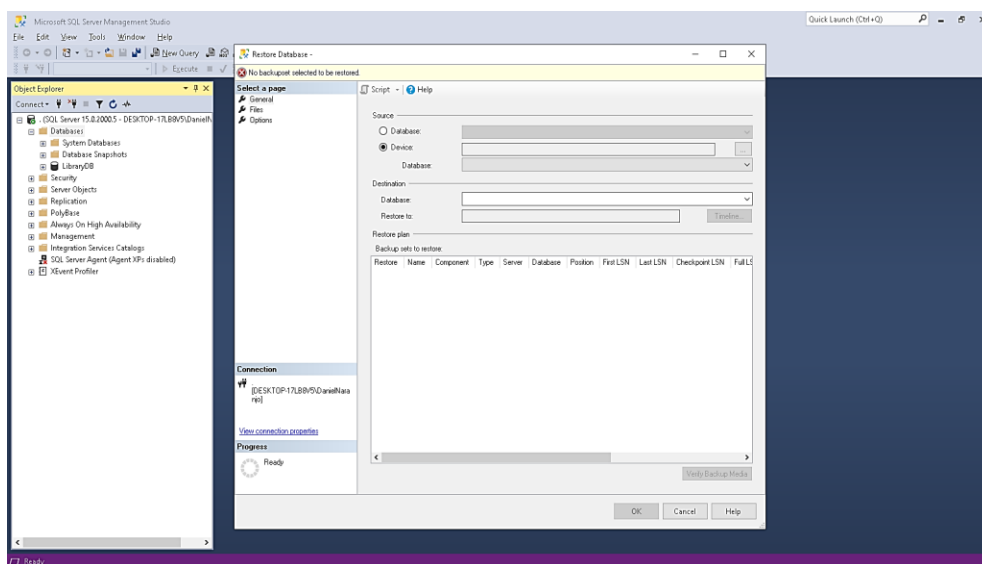 Microsoft SQL Server Management Studio
Quick Launch (Ctrl+Q)
File Edit View Tools Window Help
New Query
Execute
Object Explorer
Connect
. (SQL Server 15.0.2000.5 - DESKTOP-17LB8V5\DanielN
Databases
System Databases
Database Snapshots
LibraryDB
Security
Server Objects
Replication
PolyBase
Always On High Availability
Management
Integration Services Catalogs
SQL Server Agent (Agent XPs disabled)
XEvent Profiler
Restore Database -
No backupset selected to be restored.
Select a page
General
Files
Options
Connection
.
[DESKTOP-17LB8V5\DanielNara
njo]
View connection properties
Progress
Ready
Script Help
Source
Database:
Device:
...
Database:
Destination
Database:
Restore to:
Timeline...
Restore plan
Backup sets to restore:
Restore Name Component Type Server Database Position First LSN Last LSN Checkpoint LSN Full LS
Verify Backup Media
OK Cancel Help
Ready